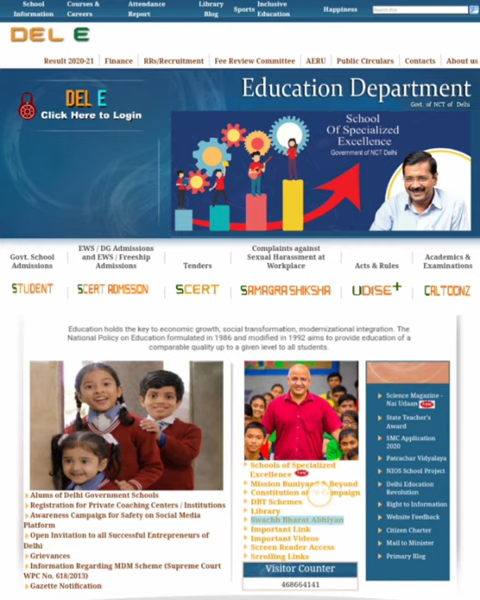 School Information
Courses & Careers
Attendance Report
Library Blog
Sports
Inclusive Education
Happiness
DEL E
Result 2020-21
Finance
RRs/Recruitment
Fee Review Committee
AERU
Public Circulars
Contacts
About us
DEL E
Click Here to Login
Education Department
Govt. of NCT of Delhi
School
Of Specialized
Excellence
Government of NCT Delhi
Govt. School
Admissions
EWS / DG Admissions
and EWS / Freeship
Admissions
Tenders
Complaints against
Sexual Harassment at
Workplace
Acts & Rules
Academics &
Examinations
STUDENT
SCERT ADMISSION
SCERT
SAMAGRA SHIKSHA
UDISE+
CALTOONZ
Education holds the key to economic growth, social transformation, modernizational integration. The
National Policy on Education formulated in 1986 and modified in 1992 aims to provide education of a
comparable quality up to a given level to all students.
Alums of Delhi Government Schools
Registration for Private Coaching Centers / Institutions
Awareness Campaign for Safety on Social Media
Platform
Open Invitation to all Successful Entrepreneurs of
Delhi
Grievances
Information Regarding MDM Scheme (Supreme Court
WPC No. 618/2013)
Gazette Notification
Schools of Specialized
Excellence
Mission Buniyaad & Beyond
Constitution at Campaign
DBT Schemes
Library
Swachh Bharat Abhiyan
Important Link
Important Videos
Screen Reader Access
Scrolling Links
Visitor Counter
468664141
Science Magazine -
Nai Udaan
State Teacher's
Award
SMC Application
2020
Patrachar Vidyalaya
NIOS School Project
Delhi Education
Revolution
Right to Information
Website Feedback
Citizen Charter
Mail to Minister
Primary Blog